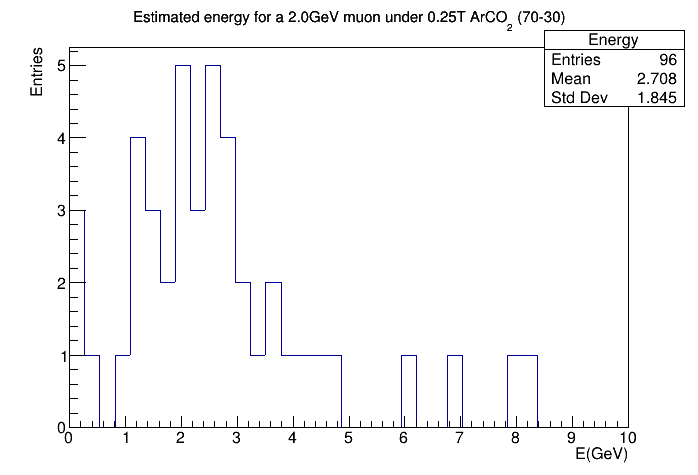 Estimated energy for a 2.0GeV muon under 0.25T ArCO2 (70-30)
Energy
Entries 96
Mean 2.708
Std Dev 1.845
Entries
5
4
3
2
1
0
0 1 2 3 4 5 6 7 8 9 10
E(GeV)